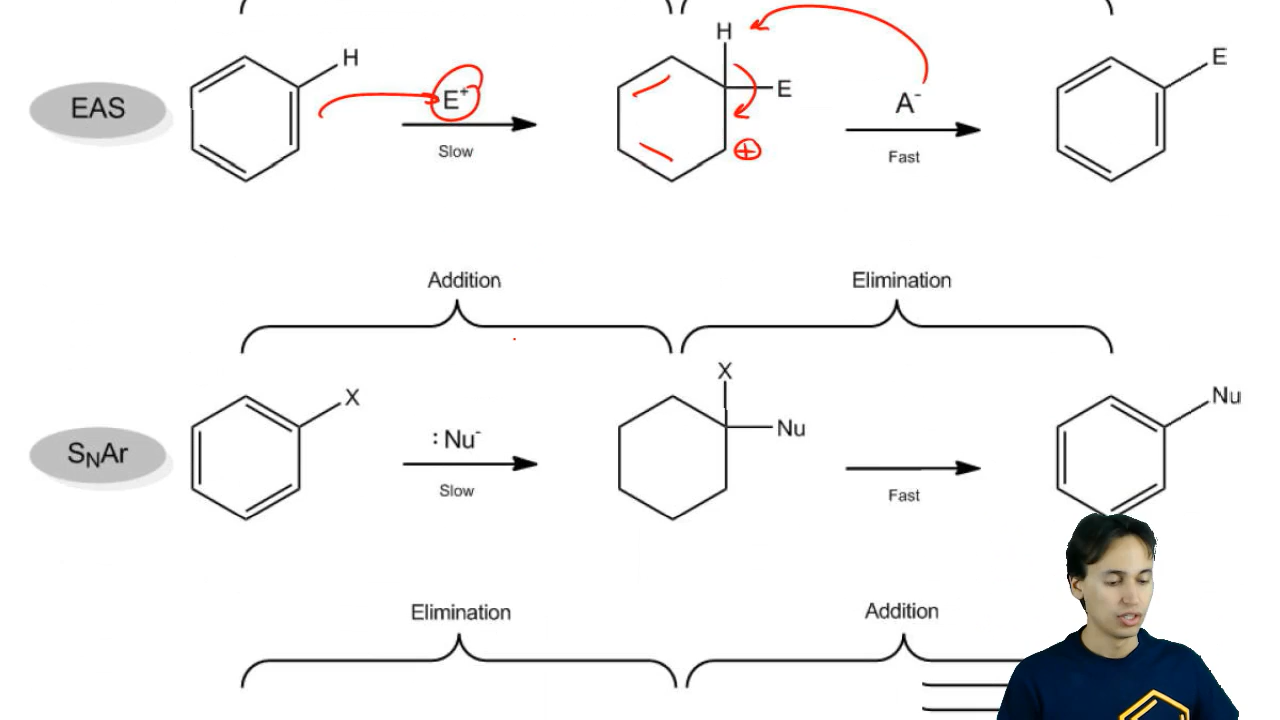 H
H
E
E⁺
EAS
A⁻
E
Slow
Fast
⊕
Addition
Elimination
X
X
Nu
:Nu⁻
Nu
SNAr
Slow
Fast
Elimination
Addition